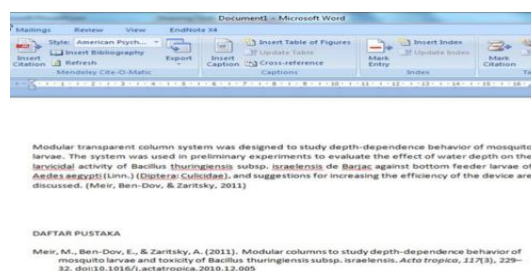 Document1 - Microsoft Word
Mailings Review View EndNote X4
Style: American Psych...
Insert Bibliography
Refresh
Insert Citation
Export
Mendeley Cite-O-Matic
Insert Caption
Insert Table of Figures
Update Table
Cross-reference
Captions
Mark Entry
Insert Index
Update Index
Index
Mark Citation
Modular transparent column system was designed to study depth-dependence behavior of mosquito
larvae. The system was used in preliminary experiments to evaluate the effect of water depth on the
larvicidal activity of Bacillus thuringiensis subsp. israelensis de Barjac against bottom feeder larvae of
Aedes aegypti (Linn.) (Diptera: Culicidae), and suggestions for increasing the efficiency of the device are
discussed. (Meir, Ben-Dov, & Zaritsky, 2011)
DAFTAR PUSTAKA
Meir, M., Ben-Dov, E., & Zaritsky, A. (2011). Modular columns to study depth-dependence behavior of
mosquito larvae and toxicity of Bacillus thuringiensis subsp. israelensis. Acta tropica, 117(3), 229–
32. doi:10.1016/j.actatropica.2010.12.005